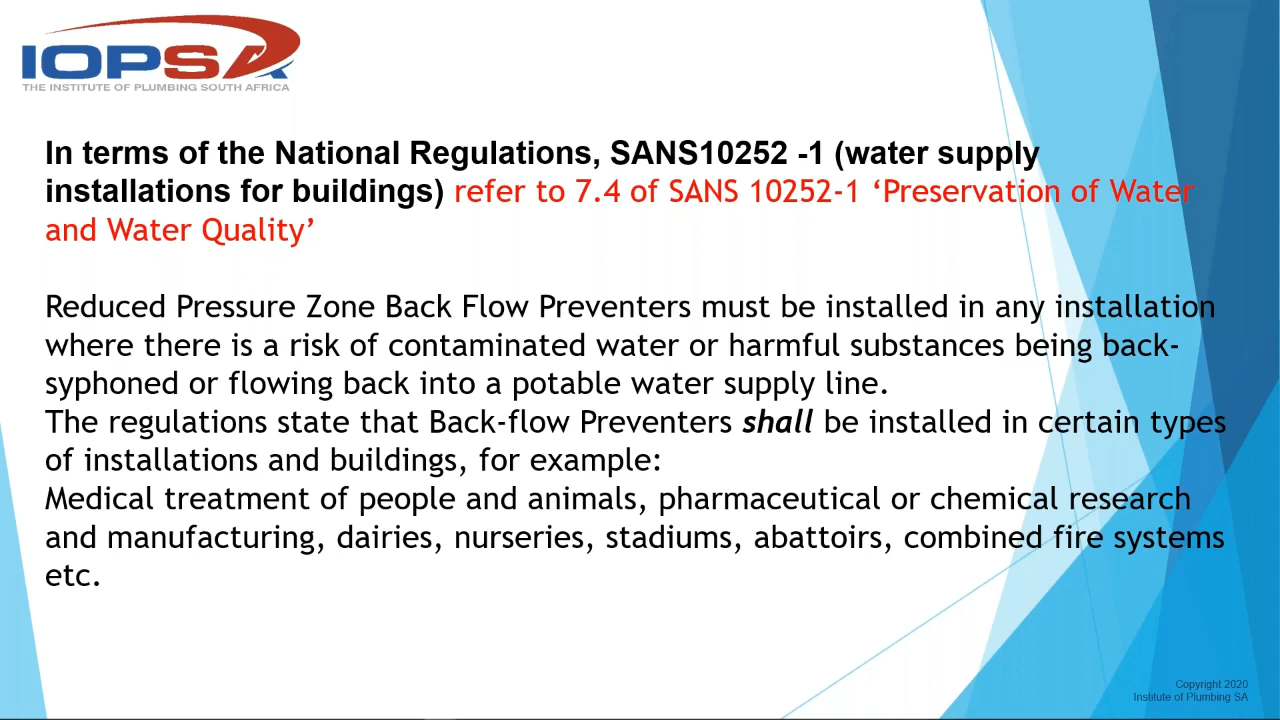 IOPSA
THE INSTITUTE OF PLUMBING SOUTH AFRICA
In terms of the National Regulations, SANS10252 -1 (water supply
installations for buildings) refer to 7.4 of SANS 10252-1 ‘Preservation of Water
and Water Quality’
Reduced Pressure Zone Back Flow Preventers must be installed in any installation
where there is a risk of contaminated water or harmful substances being back-
syphoned or flowing back into a potable water supply line.
The regulations state that Back-flow Preventers shall be installed in certain types
of installations and buildings, for example:
Medical treatment of people and animals, pharmaceutical or chemical research
and manufacturing, dairies, nurseries, stadiums, abattoirs, combined fire systems
etc.
Copyright 2020
Institute of Plumbing SA